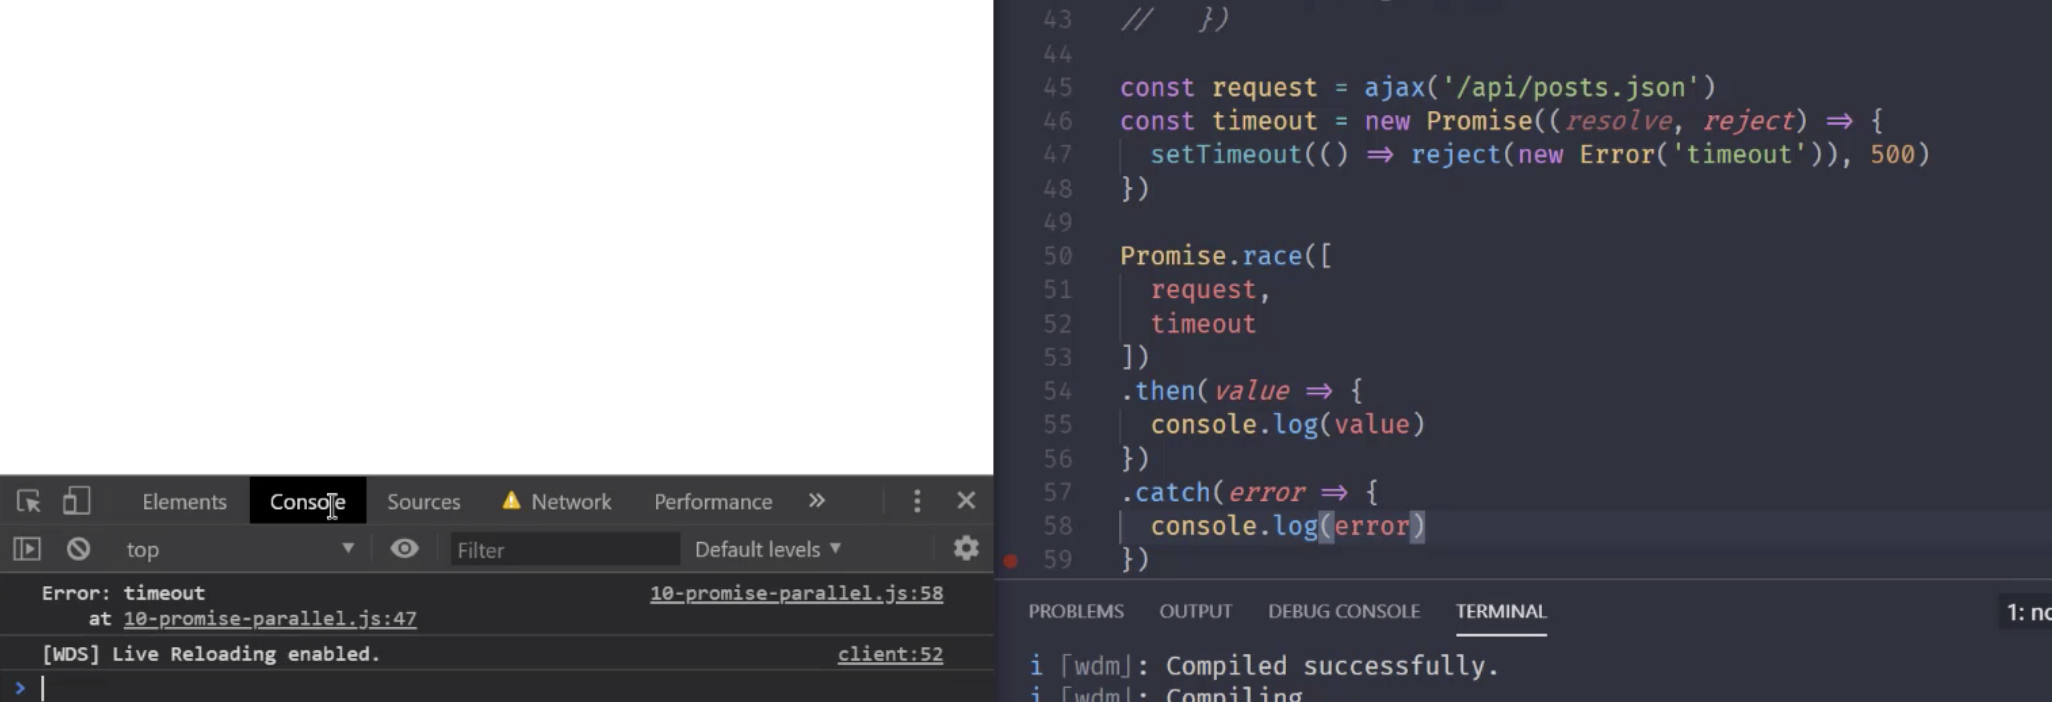 Elements Console Sources Network Performance »
top Filter Default levels ▼
Error: timeout 10-promise-parallel.js:58
at 10-promise-parallel.js:47
[WDS] Live Reloading enabled. client:52
>
43 // })
44
45 const request = ajax('/api/posts.json')
46 const timeout = new Promise((resolve, reject) => {
47 setTimeout(() => reject(new Error('timeout')), 500)
48 })
49
50 Promise.race([
51 request,
52 timeout
53 ])
54 .then(value => {
55 console.log(value)
56 })
57 .catch(error => {
58 console.log(error)
59 })
PROBLEMS OUTPUT DEBUG CONSOLE TERMINAL 1: no
i ｢wdm｣: Compiled successfully.
i ｢wdm｣: Compiling